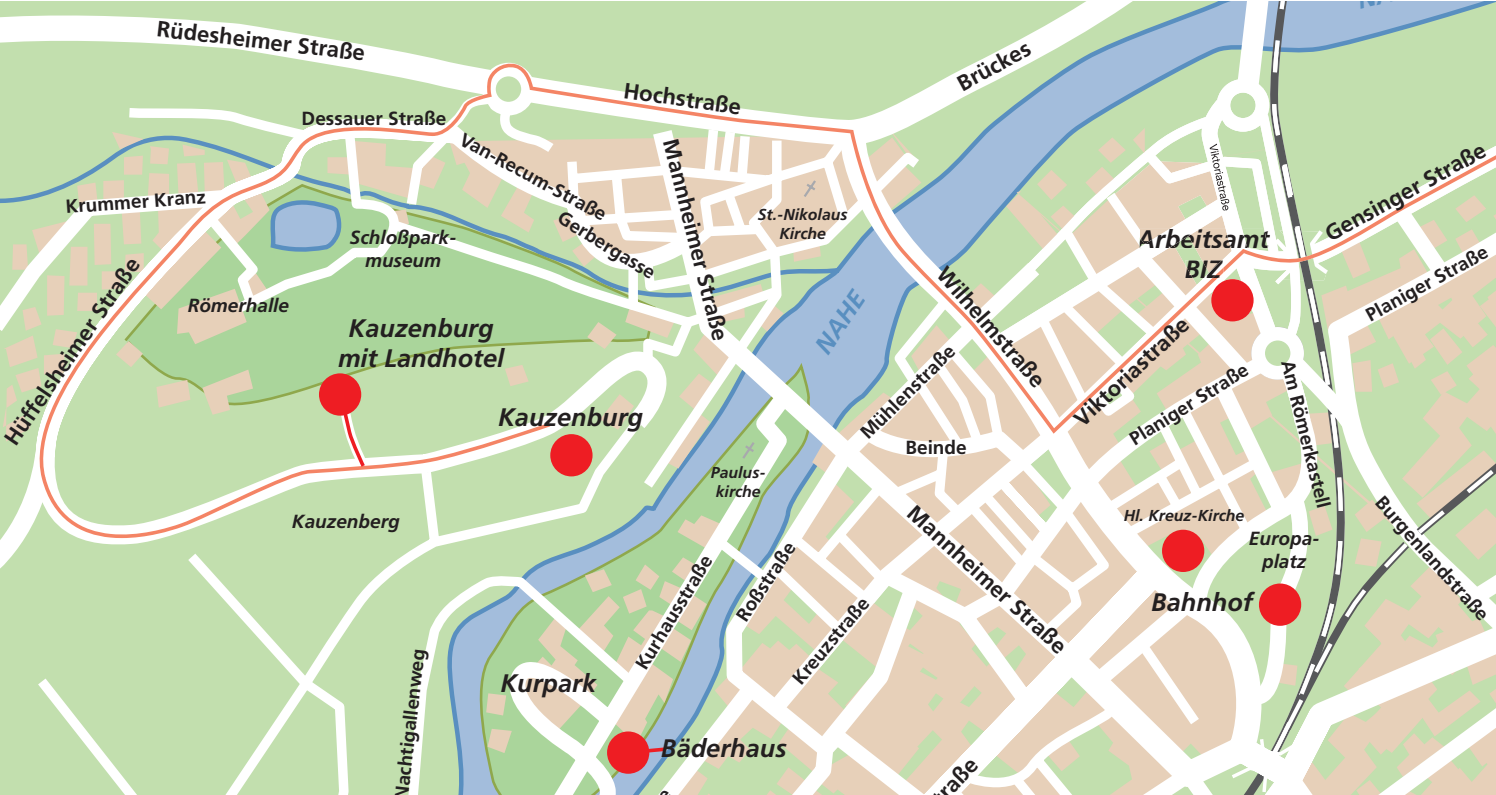 NA
Rüdesheimer Straße
Brückes
Hochstraße
Dessauer Straße
Van-Recum-Straße
Mannheimer Straße
Viktoriastraße
Gensinger Straße
Krummer Kranz
St.-Nikolaus
Kirche
Gerbergasse
Schloßpark-
museum
Arbeitsamt
BIZ
Planiger Straße
Römerhalle
Hüffelsheimer Straße
Wilhelmstraße
NAHE
Kauzenburg
mit Landhotel
Viktoriastraße
Mühlenstraße
Planiger Straße
Am Römerkastell
Kauzenburg
Beinde
Paulus-
kirche
Kauzenberg
Mannheimer Straße
Hl. Kreuz-Kirche
Europa-
platz
Burgenlandstraße
Roßstraße
Kurhausstraße
Kreuzstraße
Bahnhof
Kurpark
Nachtigallenweg
Bäderhaus
straße